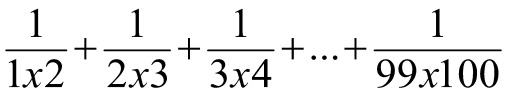 1/1x2 + 1/2x3 + 1/3x4 + ... + 1/99x100